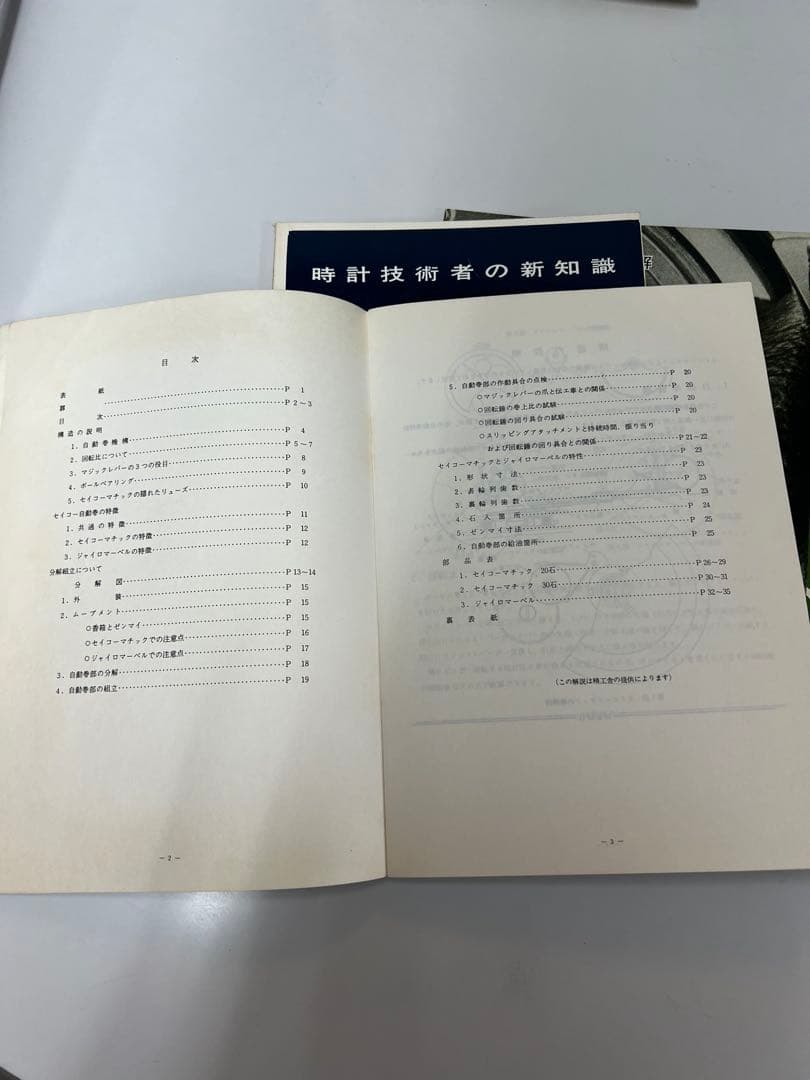 時計技術者の新知識
解
目　次
表　　紙……P 1
扉
目　　次……P 2～3
構造の説明
1．自動巻機構……P 4
2．回転比について……P 5～7
3．マジックレバーの3つの役目……P 8
4．ボールベアリング……P 9
5．セイコーマチックの隠れたリューズ……P 10
セイコー自動巻の特徴
1．共通の特徴……P 11
2．セイコーマチックの特徴……P 12
3．ジャイロマーベルの特徴……P 12
分解組立について
分　解　図……P 13～14
1．外　　装……P 15
2．ムーブメント……P 15
○香箱とゼンマイ……P 15
○セイコーマチックでの注意点……P 16
○ジャイロマーベルでの注意点……P 17
3．自動巻部の分解……P 18
4．自動巻部の組立……P 19
－2－
5．自動巻部の作動具合の点検……P 20
○マジックレバーの爪と伝エ車との関係……P 20
○回転錘の巻上比の試験……P 20
○回転錘の回り具合の試験……P 20
○スリッピングアタッチメントと持続時間、振り当り
および回転錘の回り具合との関係……P 21～22
セイコーマチックとジャイロマーベルの特性……P 23
1．形状寸法……P 23
2．表輪列歯数……P 23
3．裏輪列歯数……P 23
4．石入箇所……P 24
5．ゼンマイ寸法……P 25
6．自動巻部の給油箇所……P 25
部　品　表
1．セイコーマチック　20石……P 26～29
2．セイコーマチック　30石……P 30～31
3．ジャイロマーベル……P 32～35
裏　表　紙
(この解説は精工舎の提供によります)
－3－